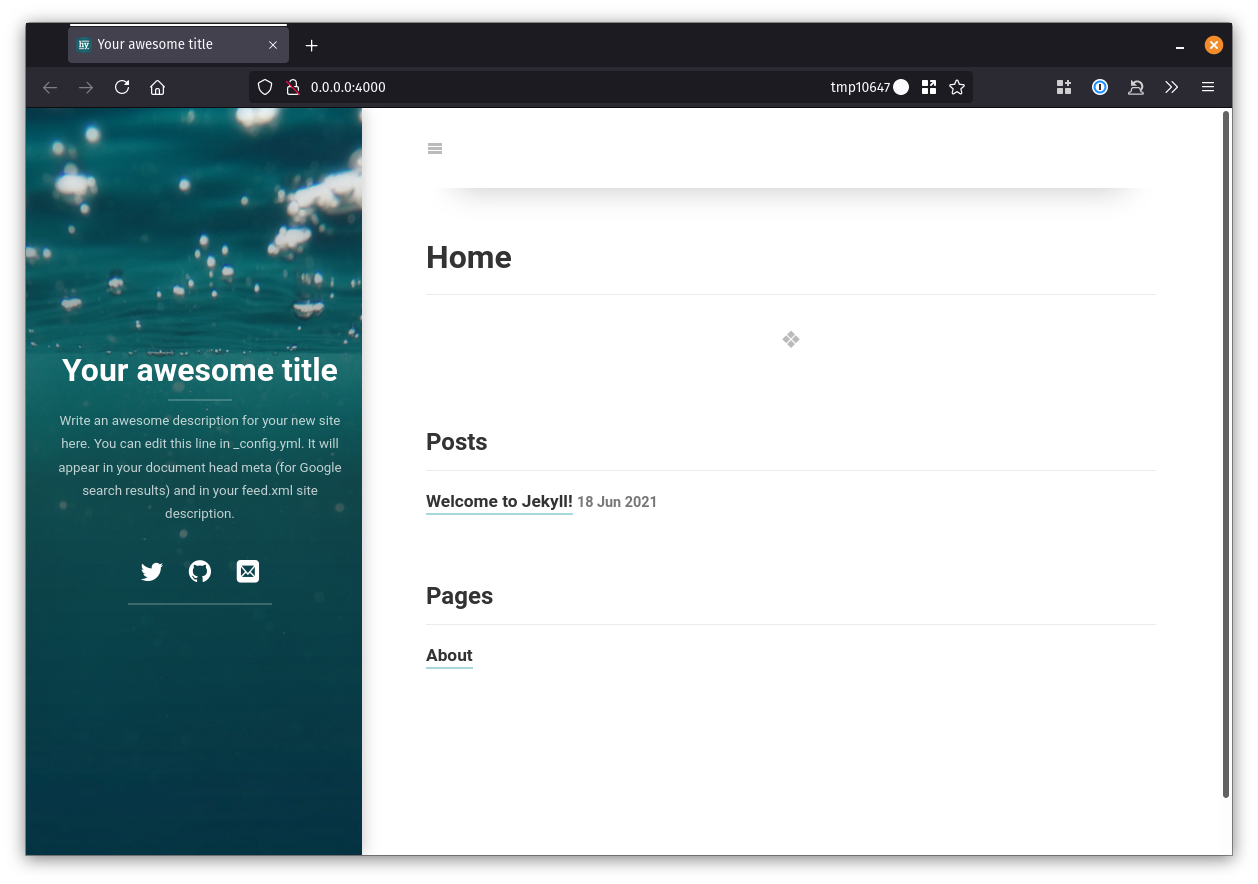 Your awesome title
0.0.0.0:4000
tmp10647
Your awesome title
Write an awesome description for your new site
here. You can edit this line in _config.yml. It will
appear in your document head meta (for Google
search results) and in your feed.xml site
description.
Home
Posts
Welcome to Jekyll! 18 Jun 2021
Pages
About